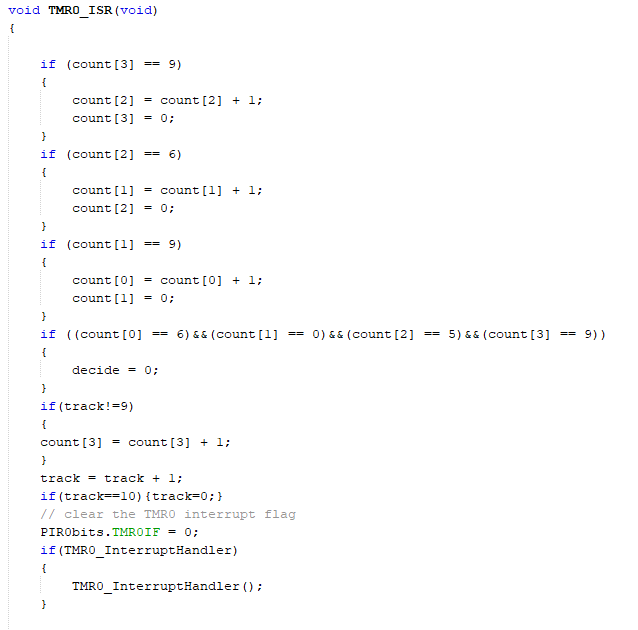 void TMR0_ISR(void)
{
if (count[3] == 9)
{
count[2] = count[2] + 1;
count[3] = 0;
}
if (count[2] == 6)
{
count[1] = count[1] + 1;
count[2] = 0;
}
if (count[1] == 9)
{
count[0] = count[0] + 1;
count[1] = 0;
}
if ((count[0] == 6)&&(count[1] == 0)&&(count[2] == 5)&&(count[3] == 9))
{
decide = 0;
}
if(track!=9)
{
count[3] = count[3] + 1;
}
track = track + 1;
if(track==10){track=0;}
// clear the TMR0 interrupt flag
PIR0bits.TMR0IF = 0;
if(TMR0_InterruptHandler)
{
TMR0_InterruptHandler();
}